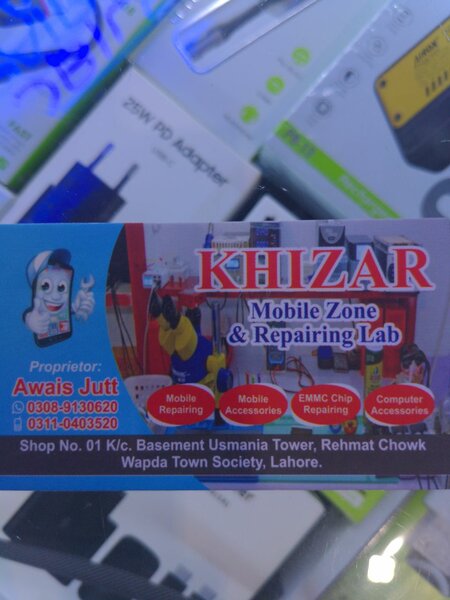 25W PD Adapter
FAST
KHIZAR
Mobile Zone
& Repairing Lab
Proprietor:
Awais Jutt
0308-9130620
0311-0403520
Mobile
Repairing
Mobile
Accessories
EMMC Chip
Repairing
Computer
Accessories
Shop No. 01 K/c. Basement Usmania Tower, Rehmat Chowk
Wapda Town Society, Lahore.